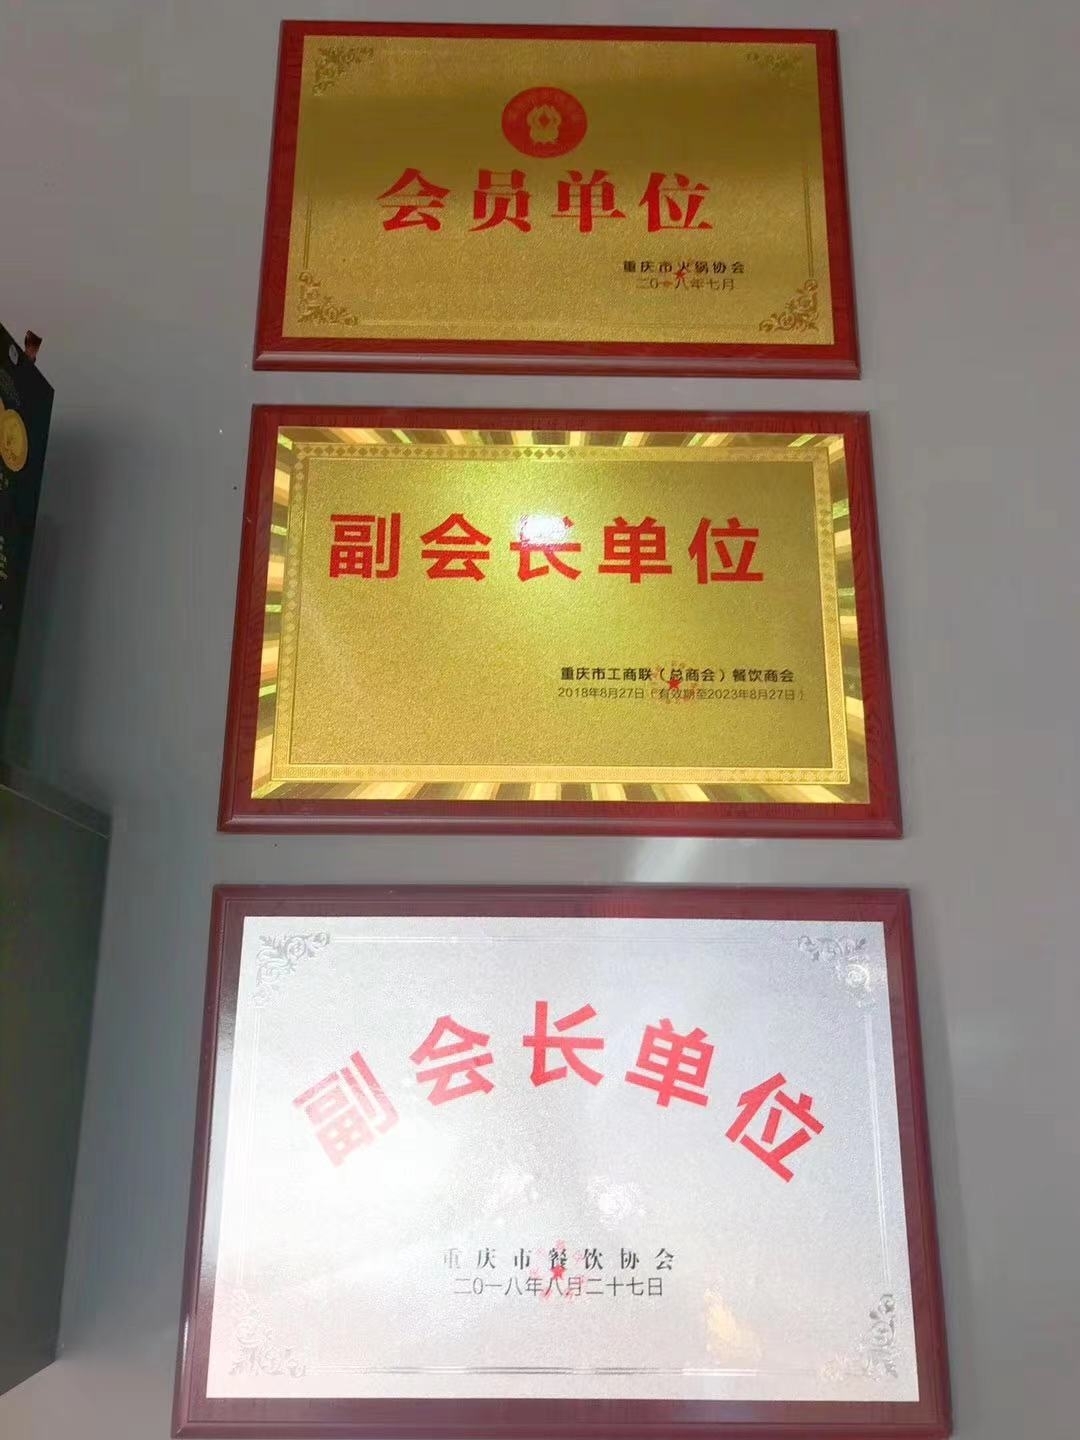 会员单位
重庆市火锅协会
二0一八年七月
副会长单位
重庆市工商联（总商会）餐饮商会
2018年8月27日（有效期至2023年8月27日）
副会长单位
重庆市餐饮协会
二0一八年八月二十七日